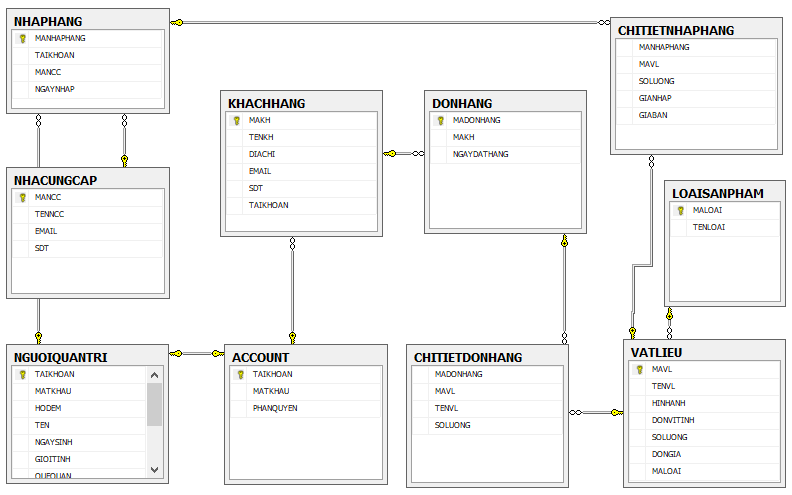 NHAPHANG
MANHAPHANG
TAIKHOAN
MANCC
NGAYNHAP
CHITIETNHAPHANG
MANHAPHANG
MAVL
SOLUONG
GIANHAP
GIABAN
KHACHHANG
MAKH
TENKH
DIACHI
EMAIL
SDT
TAIKHOAN
DONHANG
MADONHANG
MAKH
NGAYDATHANG
NHACUNGCAP
MANCC
TENNCC
EMAIL
SDT
LOAISANPHAM
MALOAI
TENLOAI
NGUOIQUANTRI
TAIKHOAN
MATKHAU
HODEM
TEN
NGAYSINH
GIOITINH
QUEQUAN
ACCOUNT
TAIKHOAN
MATKHAU
PHANQUYEN
CHITIETDONHANG
MADONHANG
MAVL
TENVL
SOLUONG
VATLIEU
MAVL
TENVL
HINHANH
DONVITINH
SOLUONG
DONGIA
MALOAI